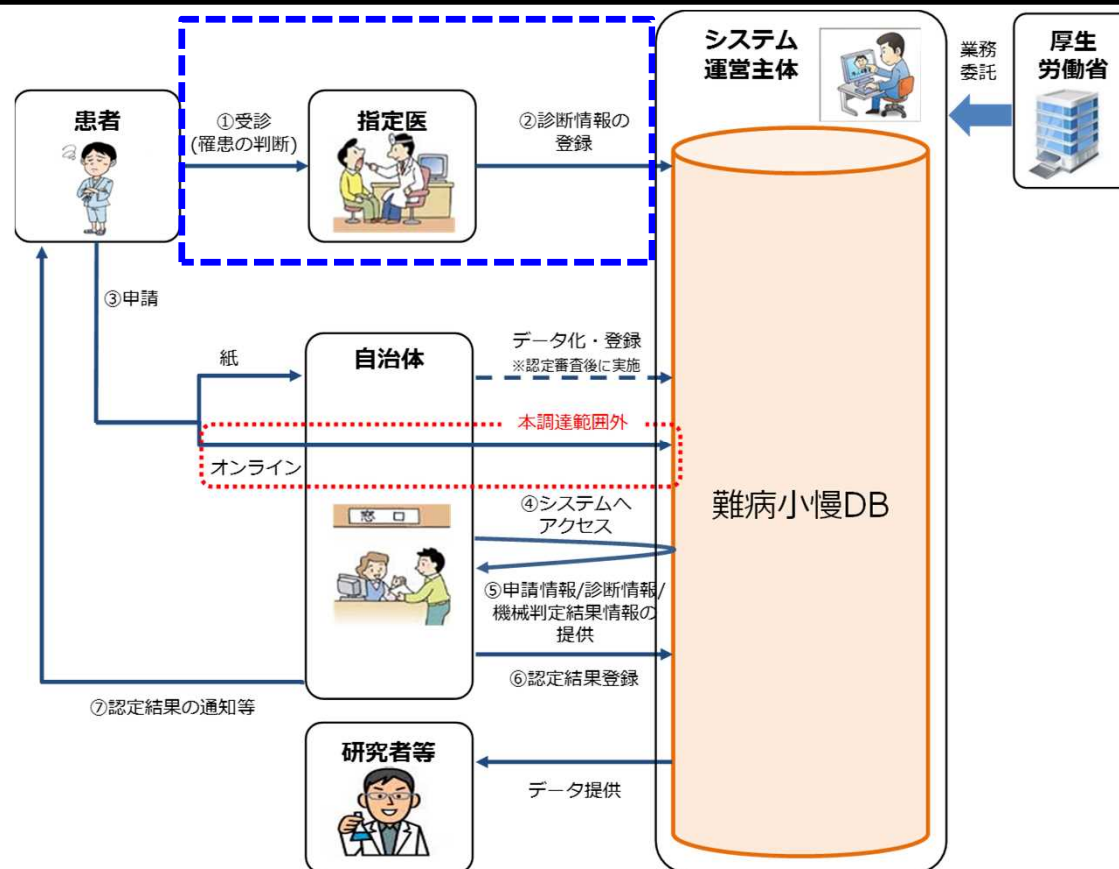 システム
運営主体
業務
委託
厚生
労働省
患者
①受診
(罹患の判断)
指定医
②診断情報の
登録
③申請
紙
自治体
データ化・登録
※認定審査後に実施
本調達範囲外
オンライン
窓口
④システムへ
アクセス
難病小慢DB
⑤申請情報/診断情報/
機械判定結果情報の
提供
⑥認定結果登録
⑦認定結果の通知等
研究者等
データ提供